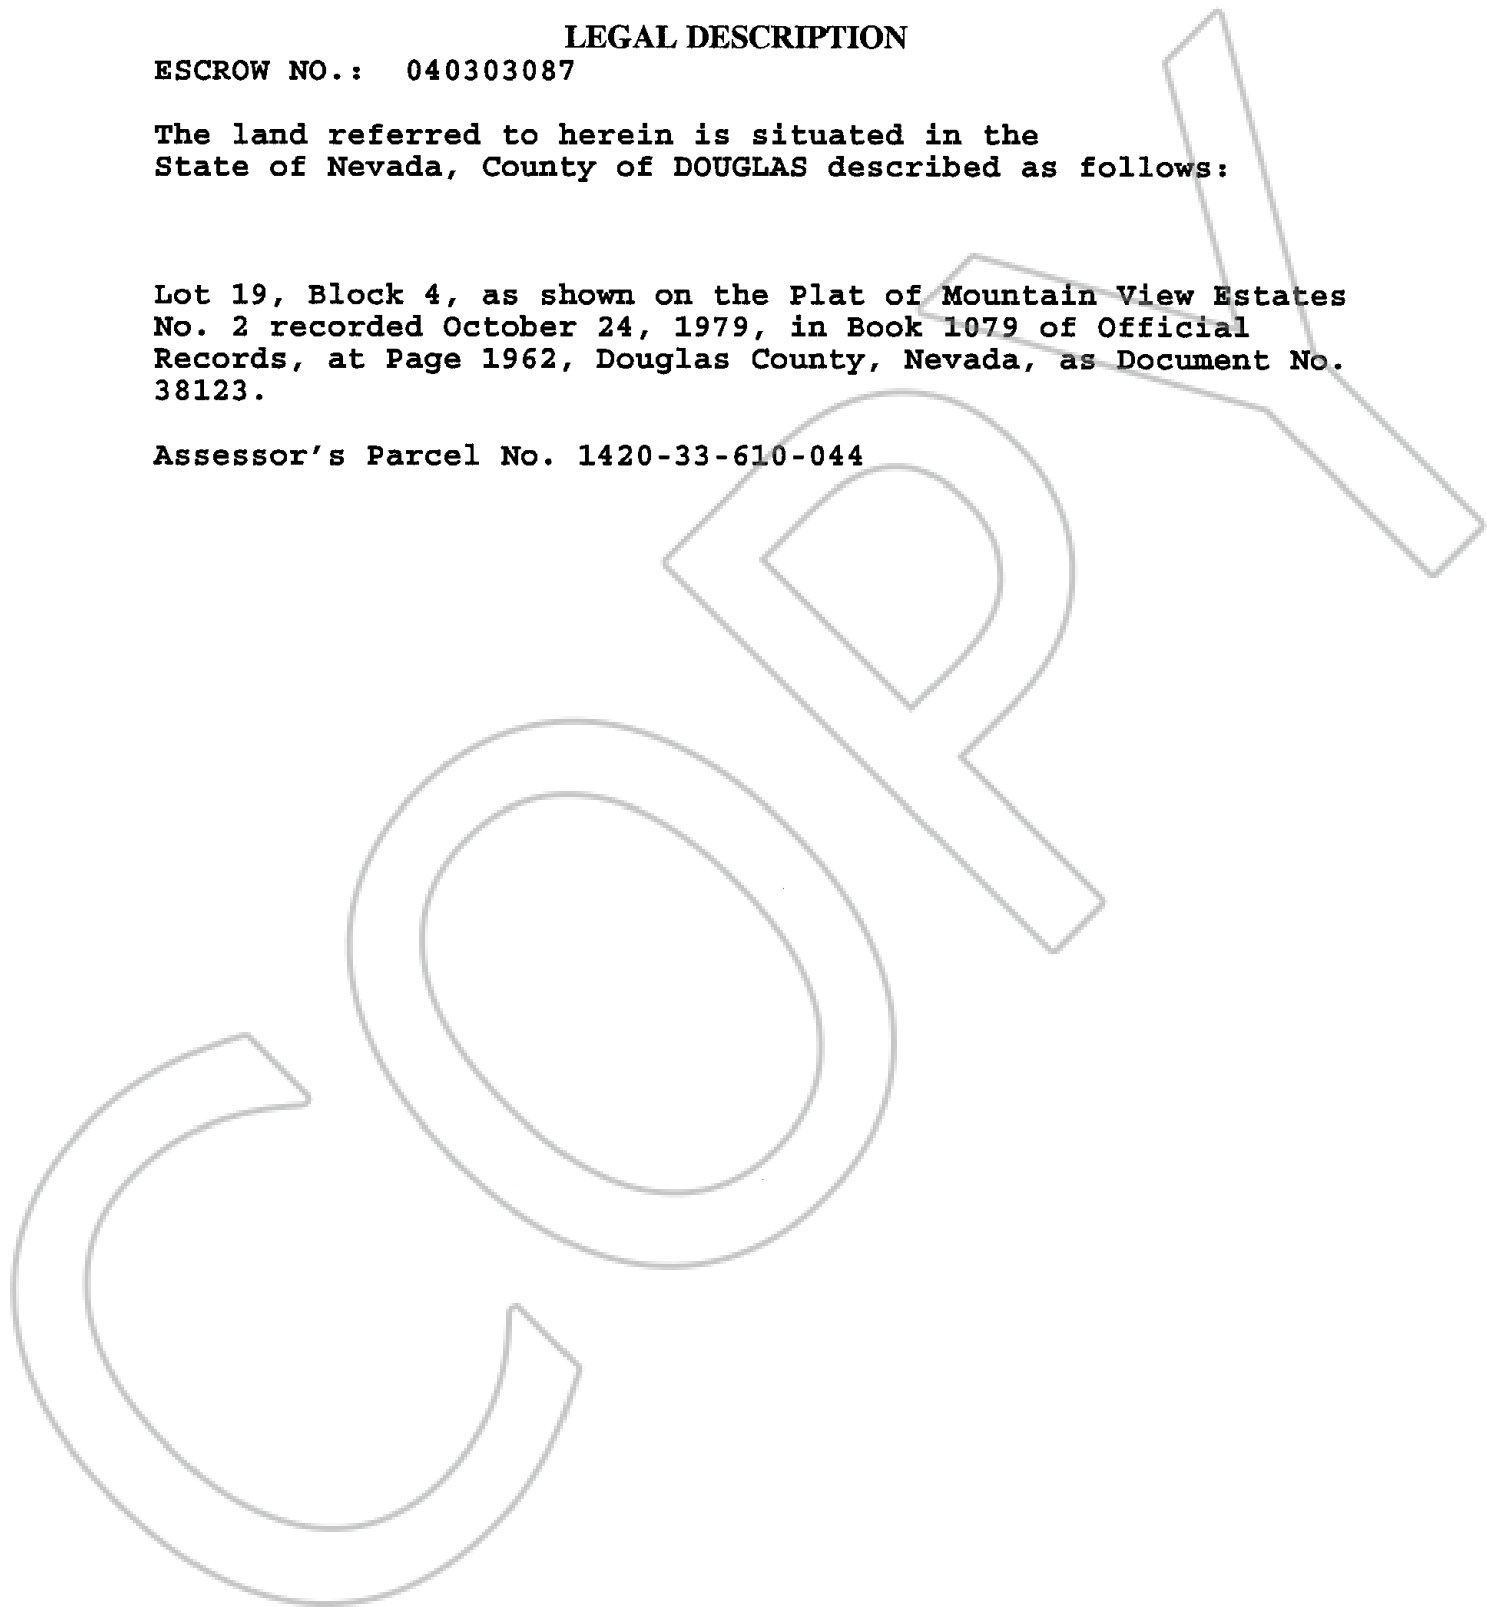 LEGAL DESCRIPTION
ESCROW NO.: 040303087
The land referred to herein is situated in the
State of Nevada, County of DOUGLAS described as follows:
Lot 19, Block 4, as shown on the Plat of Mountain View Estates
No. 2 recorded October 24, 1979, in Book 1079 of Official
Records, at Page 1962, Douglas County, Nevada, as Document No.
38123.
Assessor's Parcel No. 1420-33-610-044
COPY